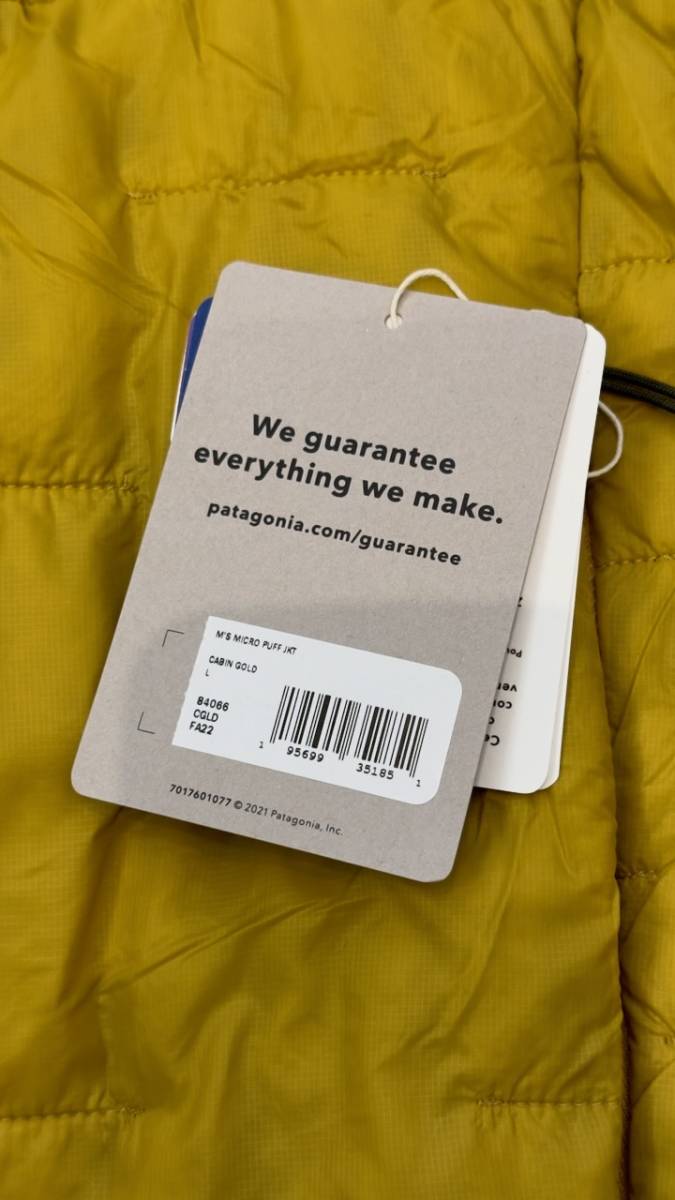 We guarantee
everything we make.
patagonia.com/guarantee
M'S MICRO PUFF JKT
CABIN GOLD
L
84066
CGLD
FA22
1 95699 35185 1
7017601077 © 2021 Patagonia, Inc.